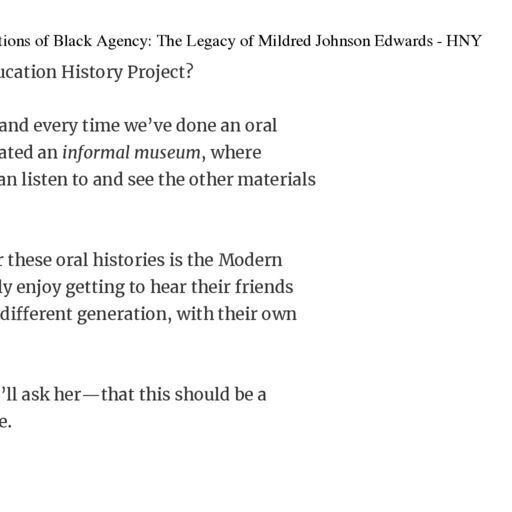 tions of Black Agency: The Legacy of Mildred Johnson Edwards - HNY
ucation History Project?
and every time we’ve done an oral
ated an informal museum, where
an listen to and see the other materials
r these oral histories is the Modern
ly enjoy getting to hear their friends
different generation, with their own
’ll ask her—that this should be a
e.